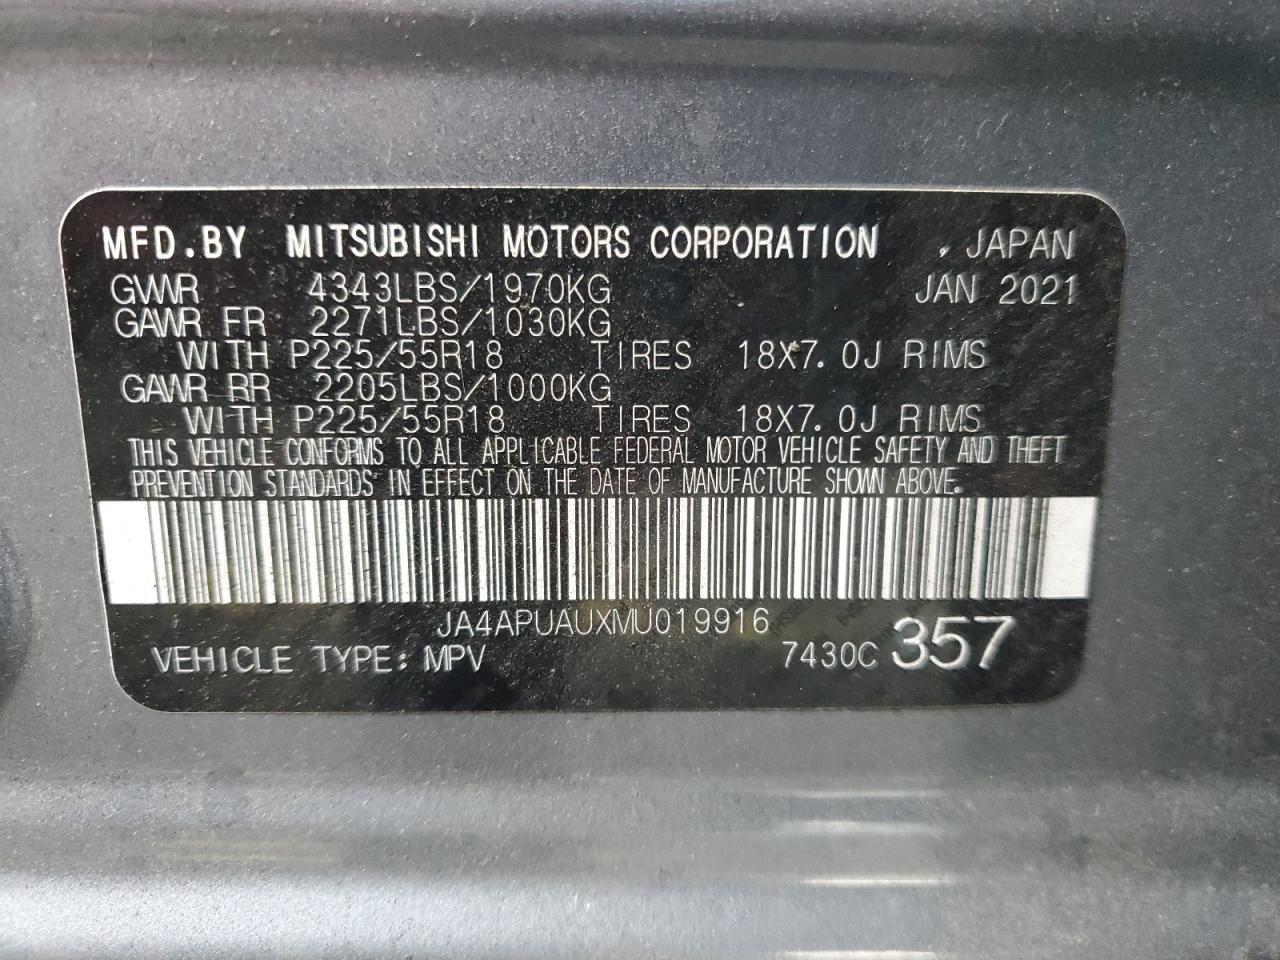 MFD.BY MITSUBISHI MOTORS CORPORATION , JAPAN
GVWR 4343LBS/1970KG JAN 2021
GAWR FR 2271LBS/1030KG
WITH P225/55R18 TIRES 18X7.0J RIMS
GAWR RR 2205LBS/1000KG
WITH P225/55R18 TIRES 18X7.0J RIMS
THIS VEHICLE CONFORMS TO ALL APPLICABLE FEDERAL MOTOR VEHICLE SAFETY AND THEFT
PREVENTION STANDARDS IN EFFECT ON THE DATE OF MANUFACTURE SHOWN ABOVE.
JA4APUAUXMU019916
VEHICLE TYPE: MPV 7430C 357